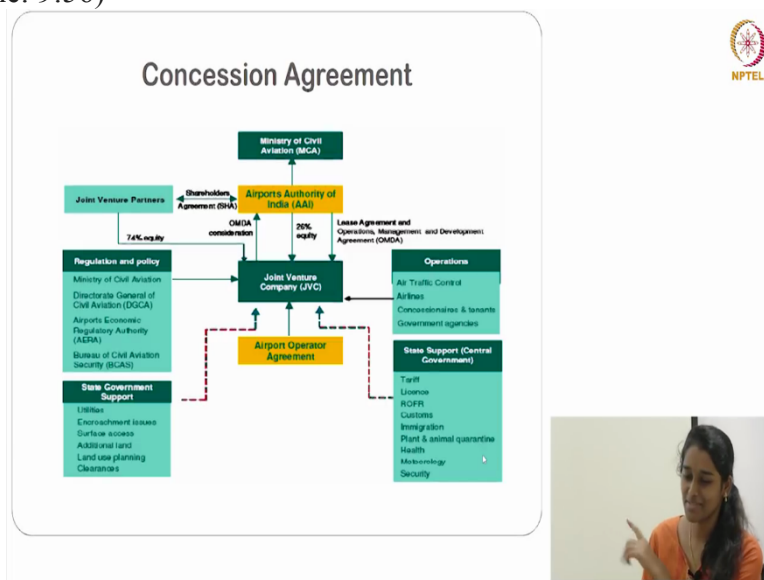 ne: 9:56)
Concession Agreement
NPTEL
Ministry of Civil
Aviation (MCA)
Joint Venture Partners
Shareholders
Agreement (SHA)
Airports Authority of
India (AAI)
74% equity
OMDA
consideration
26%
equity
Lease Agreement and
Operations, Management and Development
Agreement (OMDA)
Regulation and policy
Ministry of Civil Aviation
Directorate General of
Civil Aviation (DGCA)
Airports Economic
Regulatory Authority
(AERA)
Bureau of Civil Aviation
Security (BCAS)
Joint Venture
Company (JVC)
Operations
Air Traffic Control
Airlines
Concessionaires & tenants
Government agencies
Airport Operator
Agreement
State Government
Support
Utilities
Encroachment issues
Surface access
Additional land
Land use planning
Clearances
State Support (Central
Government)
Tariff
Licence
ROFR
Customs
Immigration
Plant & animal quarantine
Health
Meteorology
Security